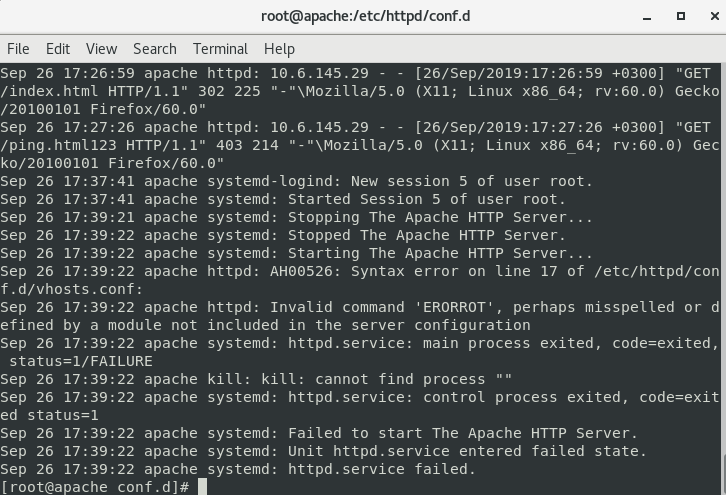 root@apache:/etc/httpd/conf.d
File Edit View Search Terminal Help
Sep 26 17:26:59 apache httpd: 10.6.145.29 - - [26/Sep/2019:17:26:59 +0300] "GET
/index.html HTTP/1.1" 302 225 "-"\Mozilla/5.0 (X11; Linux x86_64; rv:60.0) Gecko
/20100101 Firefox/60.0"
Sep 26 17:27:26 apache httpd: 10.6.145.29 - - [26/Sep/2019:17:27:26 +0300] "GET
/ping.html123 HTTP/1.1" 403 214 "-"\Mozilla/5.0 (X11; Linux x86_64; rv:60.0) Gec
ko/20100101 Firefox/60.0"
Sep 26 17:37:41 apache systemd-logind: New session 5 of user root.
Sep 26 17:37:41 apache systemd: Started Session 5 of user root.
Sep 26 17:39:21 apache systemd: Stopping The Apache HTTP Server...
Sep 26 17:39:22 apache systemd: Stopped The Apache HTTP Server.
Sep 26 17:39:22 apache systemd: Starting The Apache HTTP Server...
Sep 26 17:39:22 apache httpd: AH00526: Syntax error on line 17 of /etc/httpd/con
f.d/vhosts.conf:
Sep 26 17:39:22 apache httpd: Invalid command 'ERORROT', perhaps misspelled or d
efined by a module not included in the server configuration
Sep 26 17:39:22 apache systemd: httpd.service: main process exited, code=exited,
 status=1/FAILURE
Sep 26 17:39:22 apache kill: kill: cannot find process ""
Sep 26 17:39:22 apache systemd: httpd.service: control process exited, code=exit
ed status=1
Sep 26 17:39:22 apache systemd: Failed to start The Apache HTTP Server.
Sep 26 17:39:22 apache systemd: Unit httpd.service entered failed state.
Sep 26 17:39:22 apache systemd: httpd.service failed.
[root@apache conf.d]#